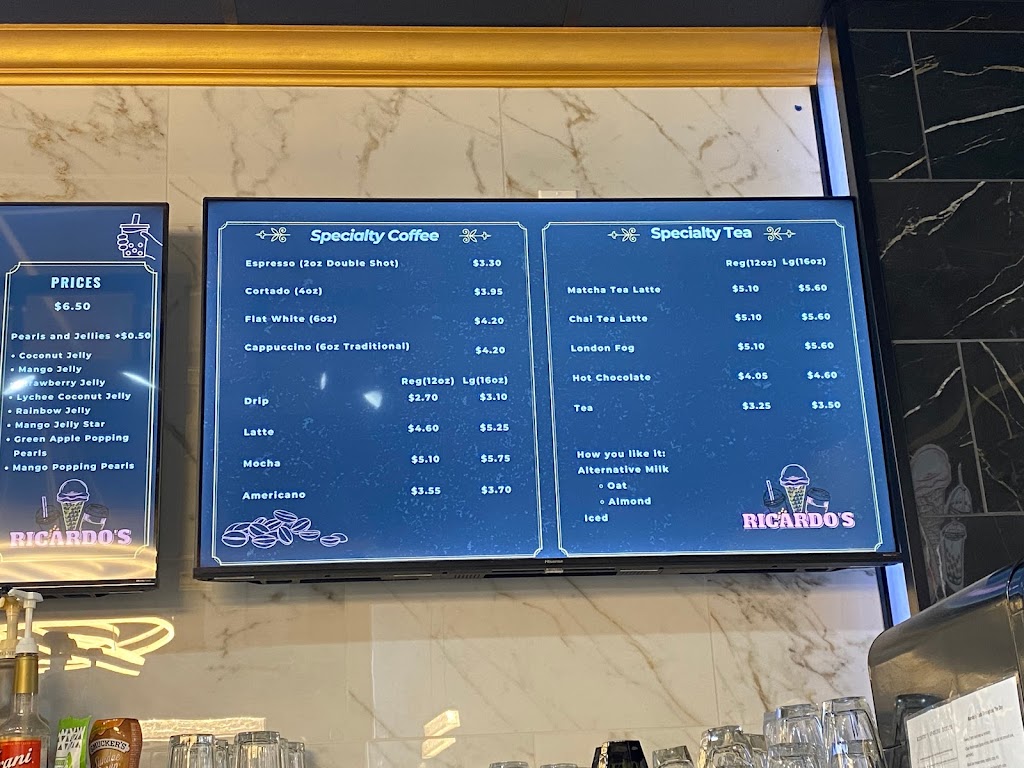 PRICES
$6.50
Pearls and Jellies +$0.50
• Coconut Jelly
• Mango Jelly
Strawberry Jelly
• Lychee Coconut Jelly
• Rainbow Jelly
• Mango Jelly Star
• Green Apple Popping
Pearls
• Mango Popping Pearls
RICARDO'S
Specialty Coffee
Espresso (2oz Double Shot) $3.30
Cortado (4oz) $3.95
Flat White (6oz) $4.20
Cappuccino (6oz Traditional) $4.20
Reg(12oz) Lg(16oz)
Drip $2.70 $3.10
Latte $4.60 $5.25
Mocha $5.10 $5.75
Americano $3.55 $3.70
Specialty Tea
Reg(12oz) Lg(16oz)
Matcha Tea Latte $5.10 $5.60
Chai Tea Latte $5.10 $5.60
London Fog $5.10 $5.60
Hot Chocolate $4.05 $4.60
Tea $3.25 $3.50
How you like it:
Alternative Milk
◦ Oat
◦ Almond
Iced
RICARDO'S
Hisense
rani
MUCKER'S